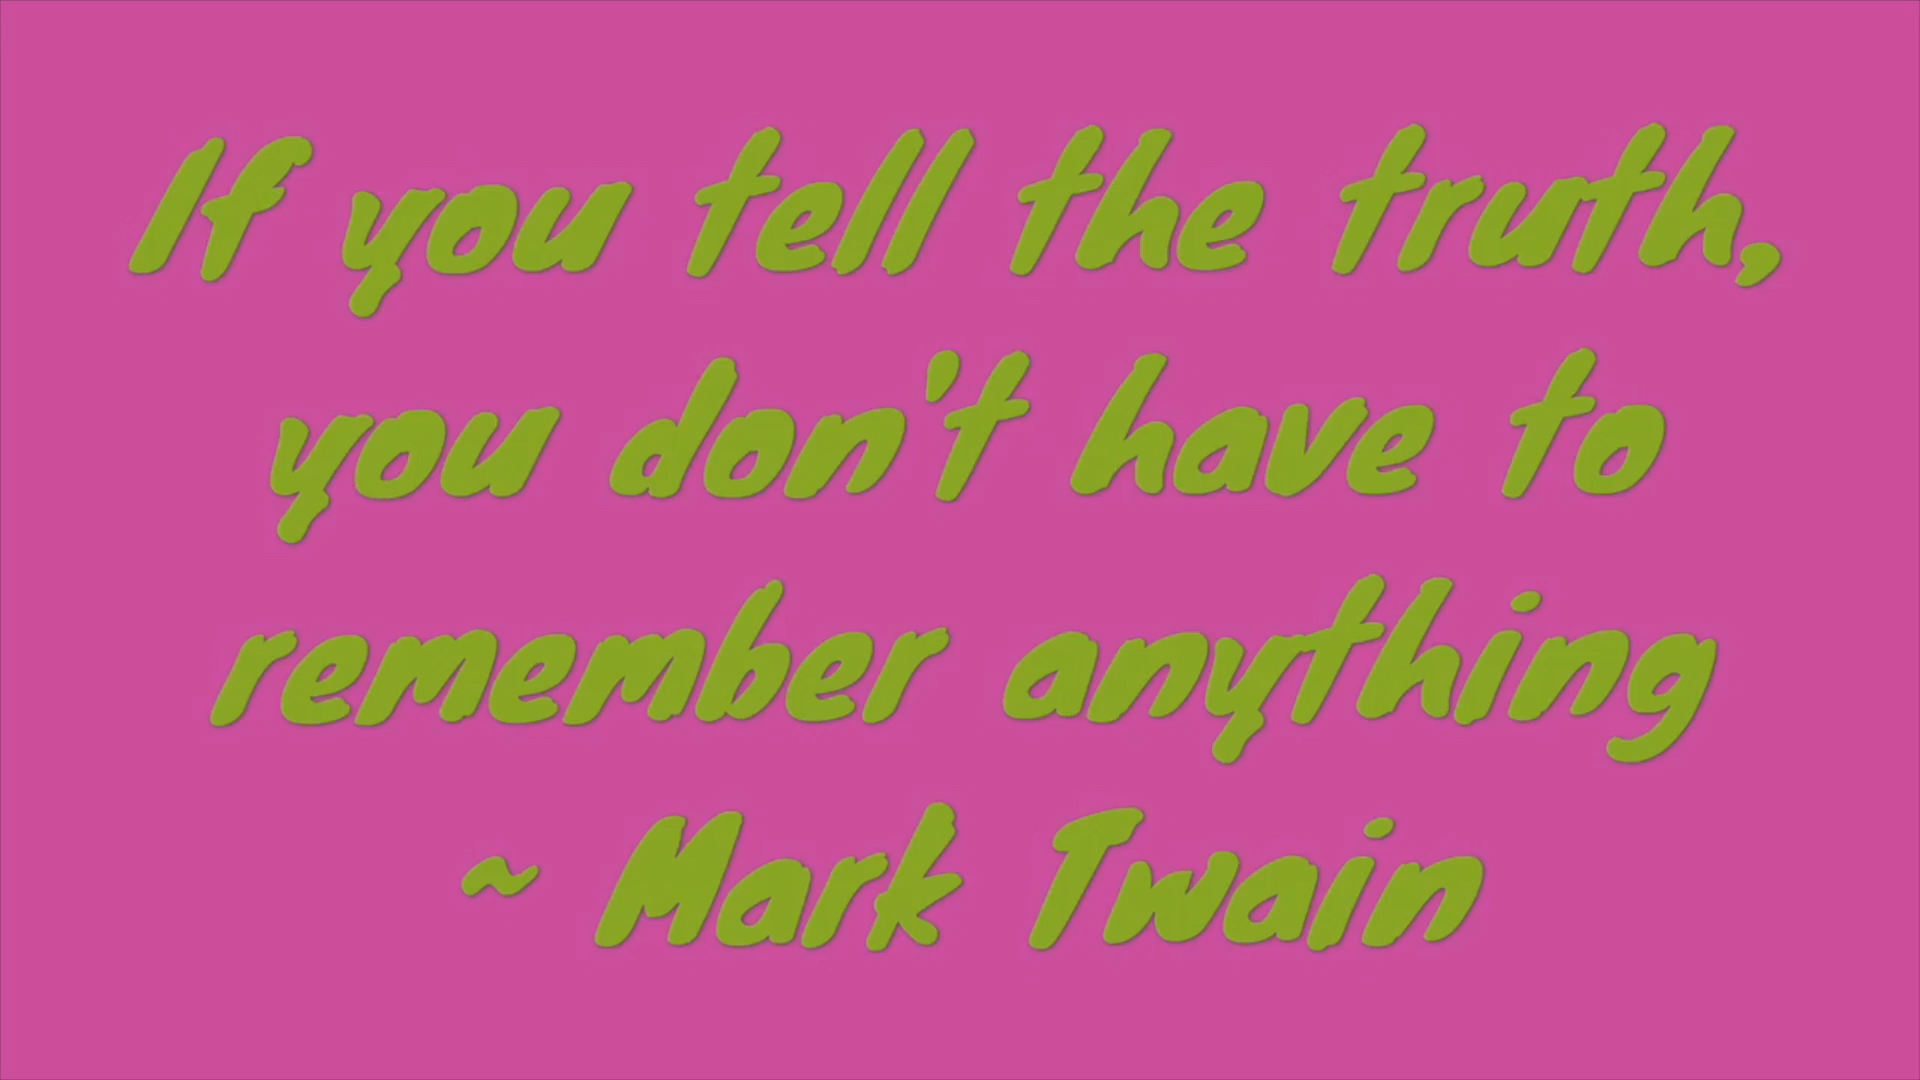 If you tell the truth,
you don't have to
remember anything
~ Mark Twain